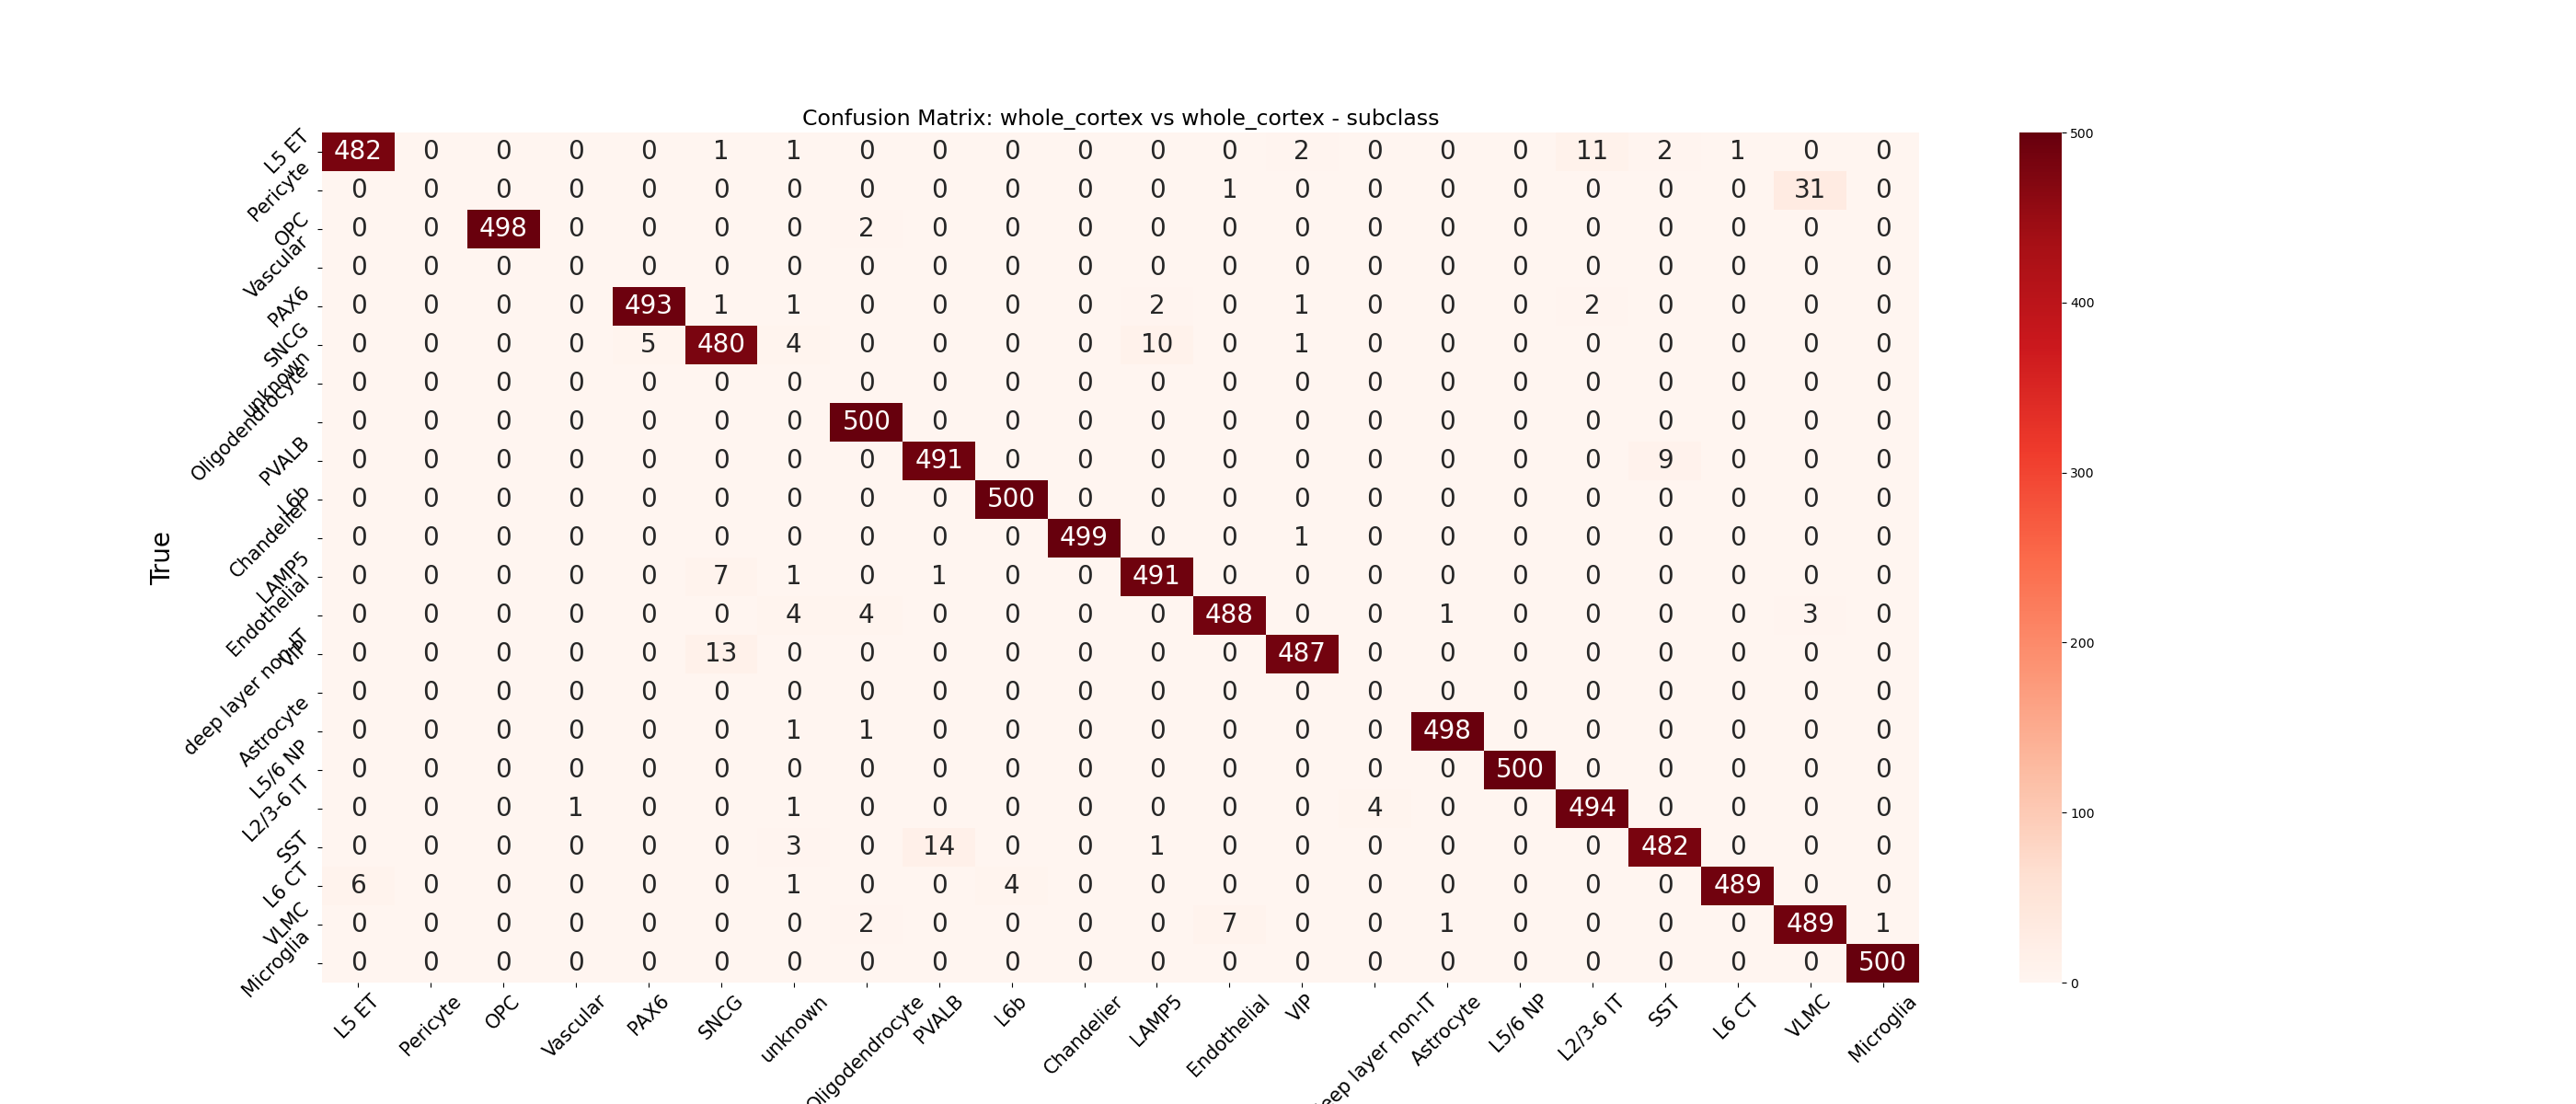 Confusion Matrix: whole_cortex vs whole_cortex - subclass
L5 ET 482 0 0 0 0 1 1 0 0 0 0 0 0 2 0 0 0 11 2 1 0 0
Pericyte 0 0 0 0 0 0 0 0 0 0 0 0 1 0 0 0 0 0 0 0 31 0
OPC 0 0 498 0 0 0 0 2 0 0 0 0 0 0 0 0 0 0 0 0 0 0
Vascular 0 0 0 0 0 0 0 0 0 0 0 0 0 0 0 0 0 0 0 0 0 0
PAX6 0 0 0 0 493 1 1 0 0 0 0 2 0 1 0 0 0 2 0 0 0 0
SNCG 0 0 0 0 5 480 4 0 0 0 0 10 0 1 0 0 0 0 0 0 0 0
unknown 0 0 0 0 0 0 0 0 0 0 0 0 0 0 0 0 0 0 0 0 0 0
Oligodendrocyte 0 0 0 0 0 0 0 500 0 0 0 0 0 0 0 0 0 0 0 0 0 0
PVALB 0 0 0 0 0 0 0 0 491 0 0 0 0 0 0 0 0 0 9 0 0 0
L6b 0 0 0 0 0 0 0 0 0 500 0 0 0 0 0 0 0 0 0 0 0 0
Chandelier 0 0 0 0 0 0 0 0 0 0 499 0 0 1 0 0 0 0 0 0 0 0
LAMP5 0 0 0 0 0 7 1 0 1 0 0 491 0 0 0 0 0 0 0 0 0 0
Endothelial 0 0 0 0 0 0 4 4 0 0 0 0 488 0 0 1 0 0 0 0 3 0
VIP 0 0 0 0 0 13 0 0 0 0 0 0 0 487 0 0 0 0 0 0 0 0
deep layer non-IT 0 0 0 0 0 0 0 0 0 0 0 0 0 0 0 0 0 0 0 0 0 0
Astrocyte 0 0 0 0 0 0 1 1 0 0 0 0 0 0 0 498 0 0 0 0 0 0
L5/6 NP 0 0 0 0 0 0 0 0 0 0 0 0 0 0 0 0 500 0 0 0 0 0
L2/3-6 IT 0 0 0 1 0 0 1 0 0 0 0 0 0 0 4 0 0 494 0 0 0 0
SST 0 0 0 0 0 0 3 0 14 0 0 1 0 0 0 0 0 0 482 0 0 0
L6 CT 6 0 0 0 0 0 1 0 0 4 0 0 0 0 0 0 0 0 0 489 0 0
VLMC 0 0 0 0 0 0 0 2 0 0 0 0 7 0 0 1 0 0 0 0 489 1
Microglia 0 0 0 0 0 0 0 0 0 0 0 0 0 0 0 0 0 0 0 0 0 500
True
L5 ET Pericyte OPC Vascular PAX6 SNCG unknown Oligodendrocyte PVALB L6b Chandelier LAMP5 Endothelial VIP eep layer non-IT Astrocyte L5/6 NP L2/3-6 IT SST L6 CT VLMC Microglia
500
400
300
200
100
0